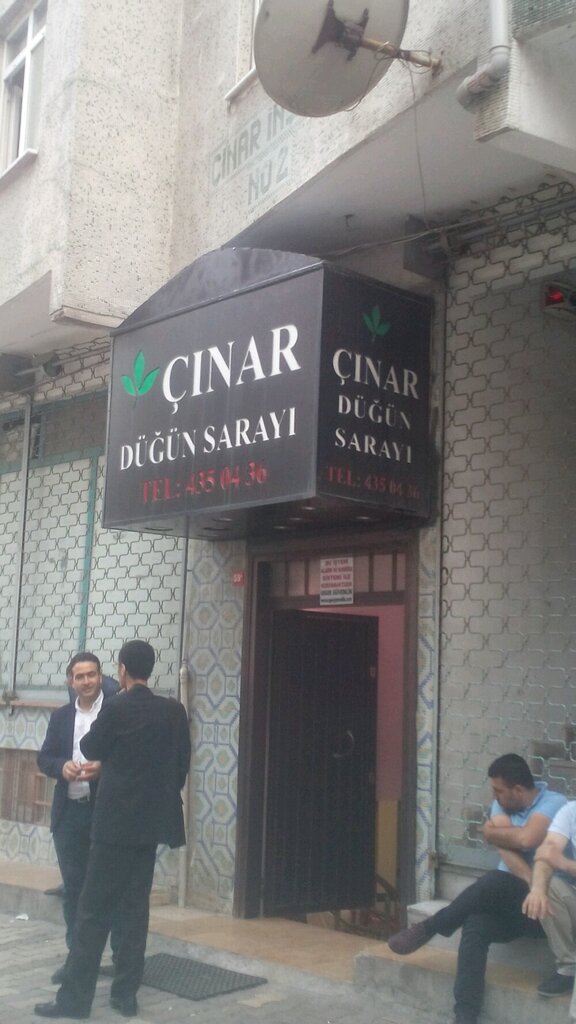 ÇINAR
NO 2
ÇINAR
DÜĞÜN SARAYI
TEL: 435 04 36
ÇINAR
DÜĞÜN
SARAYI
TEL: 435 04 36